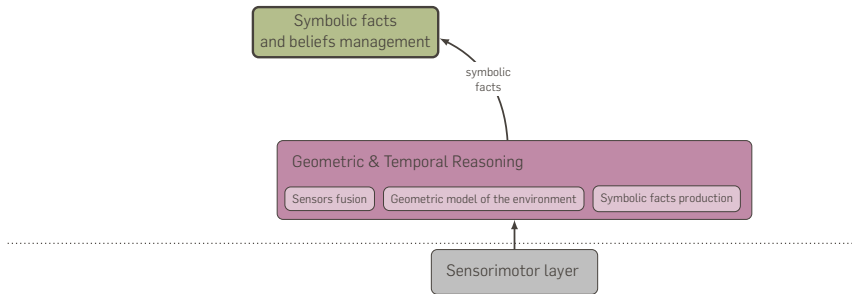 Symbolic facts
and beliefs management
symbolic
facts
Geometric & Temporal Reasoning
Sensors fusion
Geometric model of the environment
Symbolic facts production
Sensorimotor layer